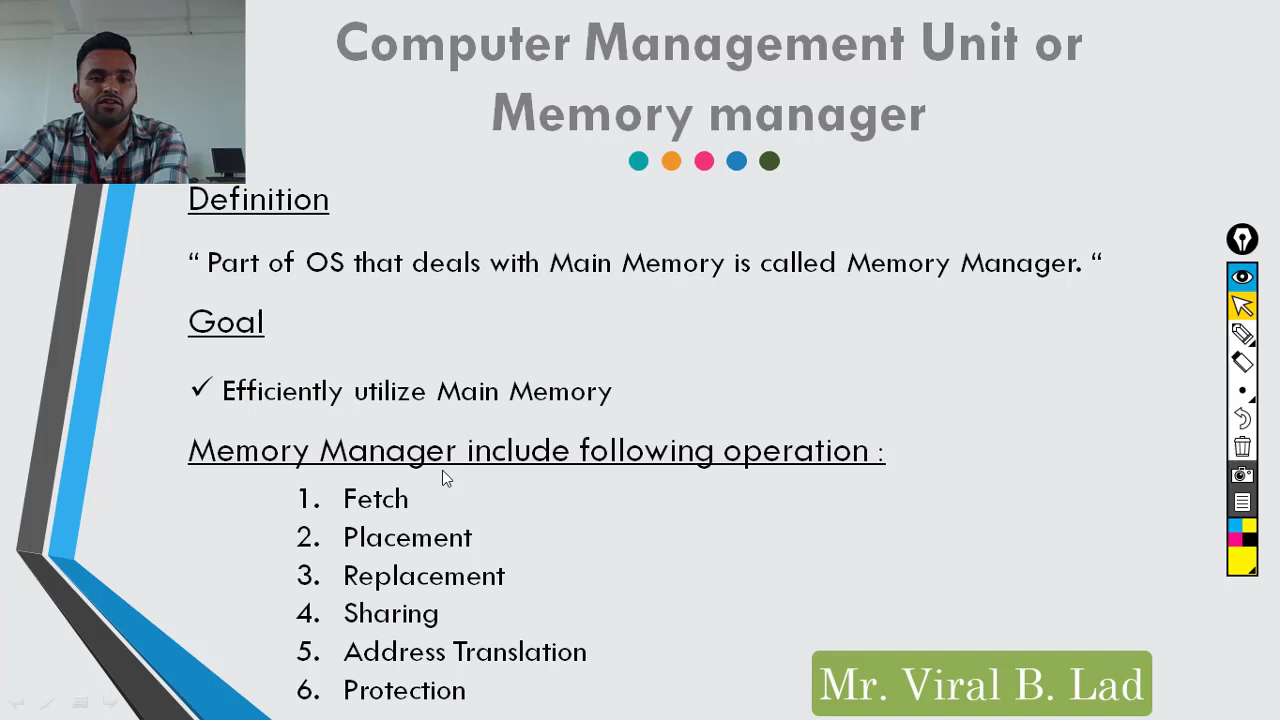 Computer Management Unit or
Memory manager
Definition
“ Part of OS that deals with Main Memory is called Memory Manager. “
Goal
✓ Efficiently utilize Main Memory
Memory Manager include following operation :
1. Fetch
2. Placement
3. Replacement
4. Sharing
5. Address Translation
6. Protection
Mr. Viral B. Lad